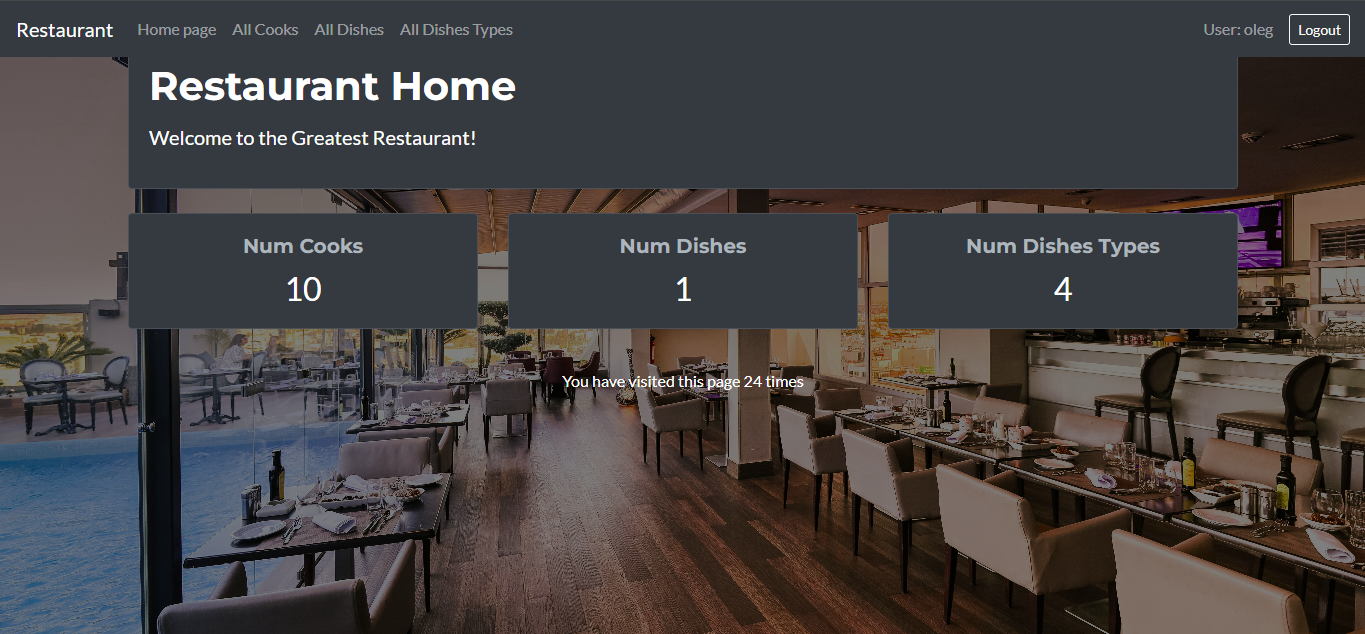 Restaurant Home page All Cooks All Dishes All Dishes Types User: oleg Logout
Restaurant Home
Welcome to the Greatest Restaurant!
Num Cooks Num Dishes Num Dishes Types
10 1 4
You have visited this page 24 times